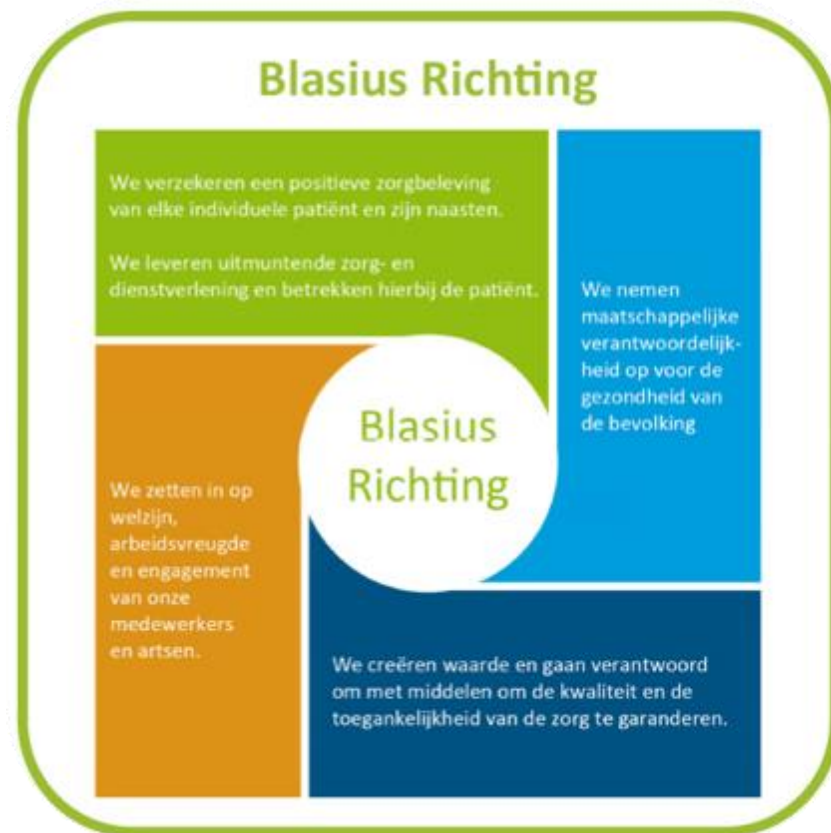 Blasius Richting
We verzekeren een positieve zorgbeleving
van elke individuele patiënt en zijn naasten.
We leveren uitmuntende zorg- en
dienstverlening en betrekken hierbij de patiënt.
We nemen
maatschappelijke
verantwoordelijk-
heid op voor de
gezondheid van
de bevolking
Blasius
Richting
We zetten in op
welzijn,
arbeidsvreugde
en engagement
van onze
medewerkers
en artsen.
We creëren waarde en gaan verantwoord
om met middelen om de kwaliteit en de
toegankelijkheid van de zorg te garanderen.